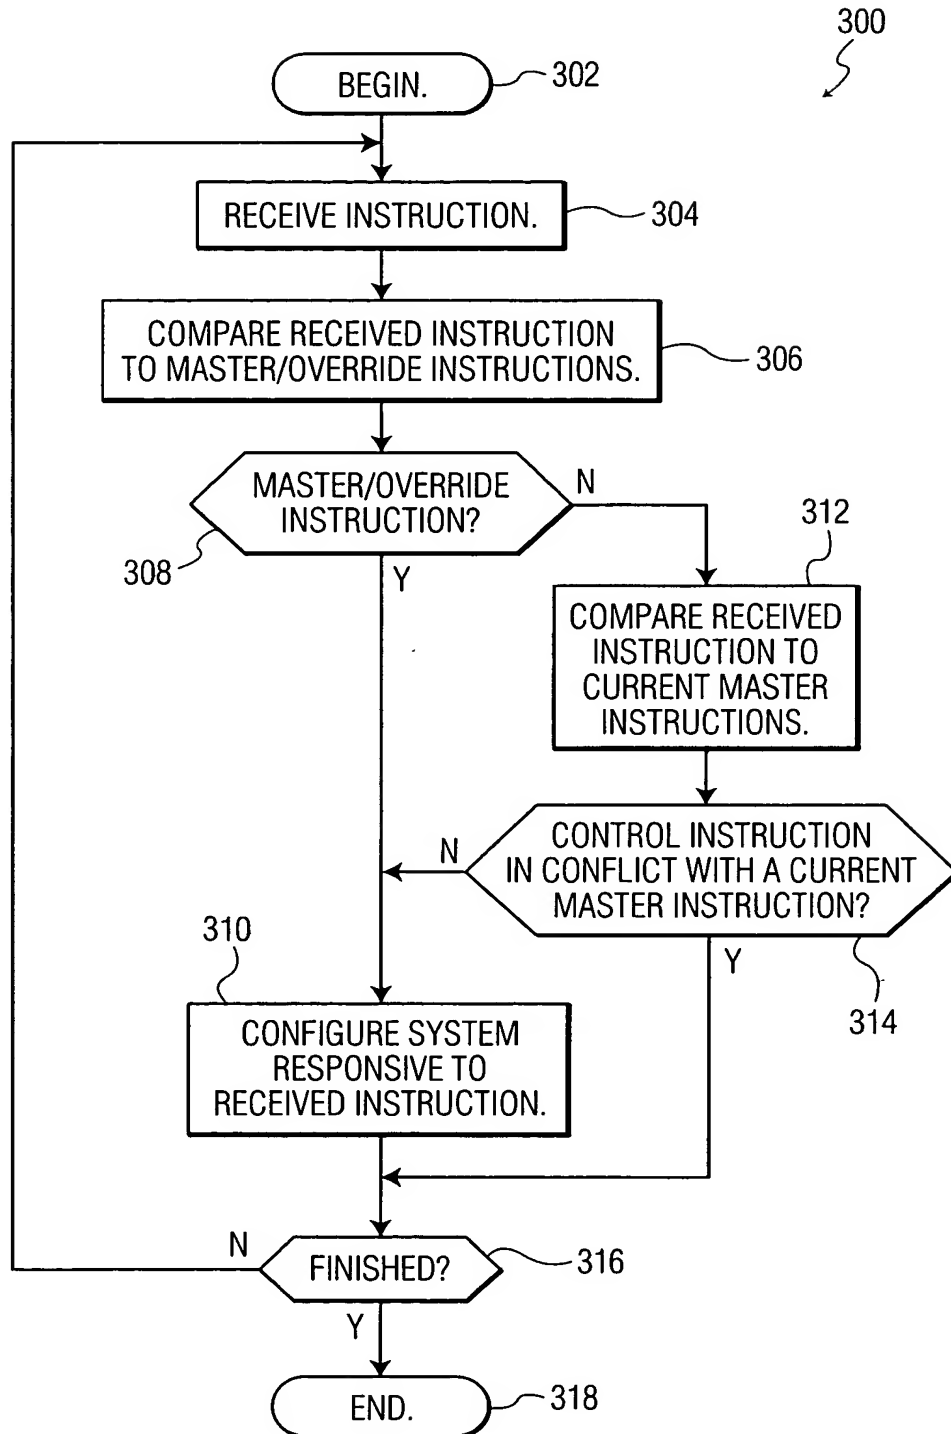 300
BEGIN.
302
RECEIVE INSTRUCTION.
304
COMPARE RECEIVED INSTRUCTION
TO MASTER/OVERRIDE INSTRUCTIONS.
306
MASTER/OVERRIDE
INSTRUCTION?
N
308
Y
312
COMPARE RECEIVED
INSTRUCTION TO
CURRENT MASTER
INSTRUCTIONS.
CONTROL INSTRUCTION
IN CONFLICT WITH A CURRENT
MASTER INSTRUCTION?
N
Y
314
310
CONFIGURE SYSTEM
RESPONSIVE TO
RECEIVED INSTRUCTION.
N
FINISHED?
316
Y
END.
318